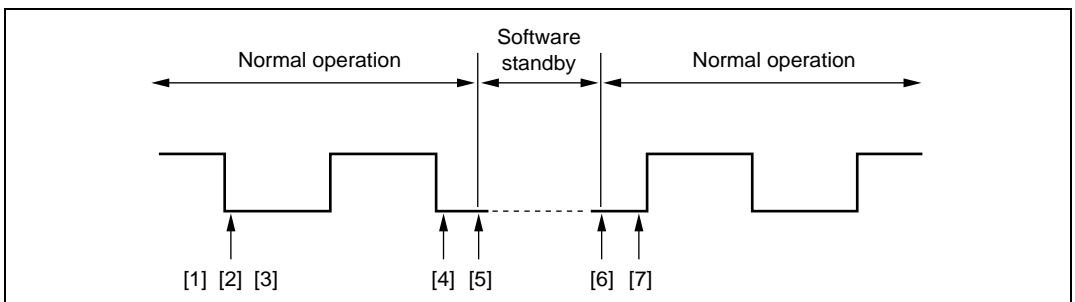 Software
standby
Normal operation
Normal operation
[1] [2] [3]
[4] [5]
[6] [7]